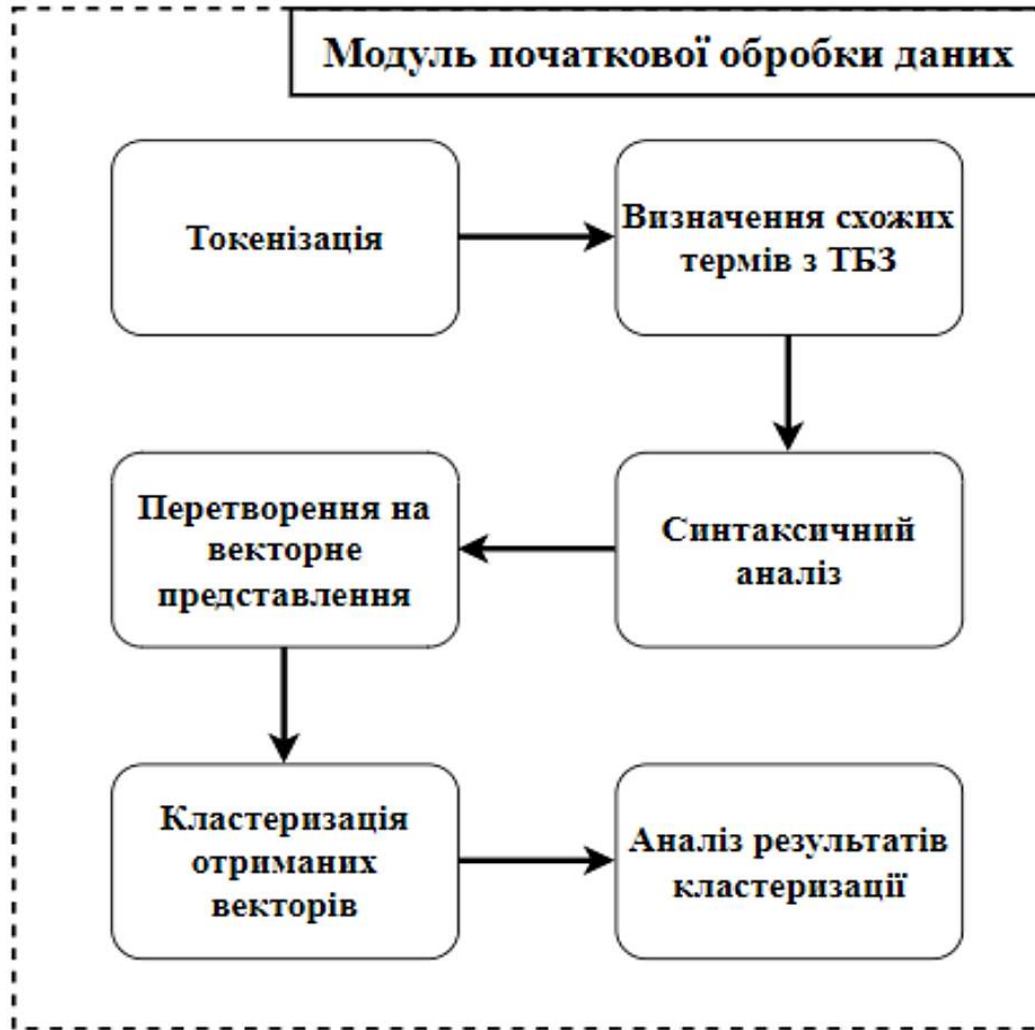 Модуль початкової обробки даних
Токенізація
Визначення схожих
термів з ТБЗ
Синтаксичний
аналіз
Перетворення на
векторне
представлення
Кластеризація
отриманих
векторів
Аналіз результатів
кластеризації